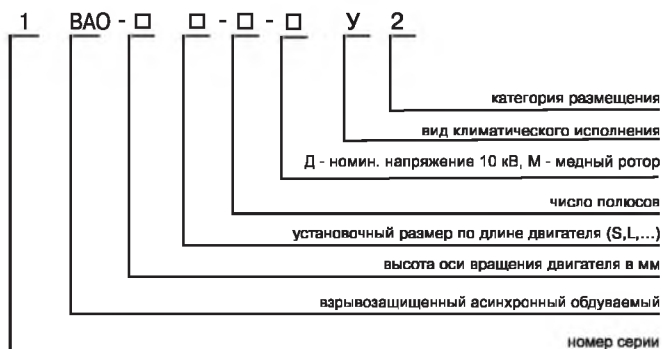 1 ВАО - □ □ - □ - □ У 2
категория размещения
вид климатического исполнения
Д - номин. напряжение 10 кВ, М - медный ротор
число полюсов
установочный размер по длине двигателя (S,L,...)
высота оси вращения двигателя в мм
взрывозащищенный асинхронный обдуваемый
номер серии